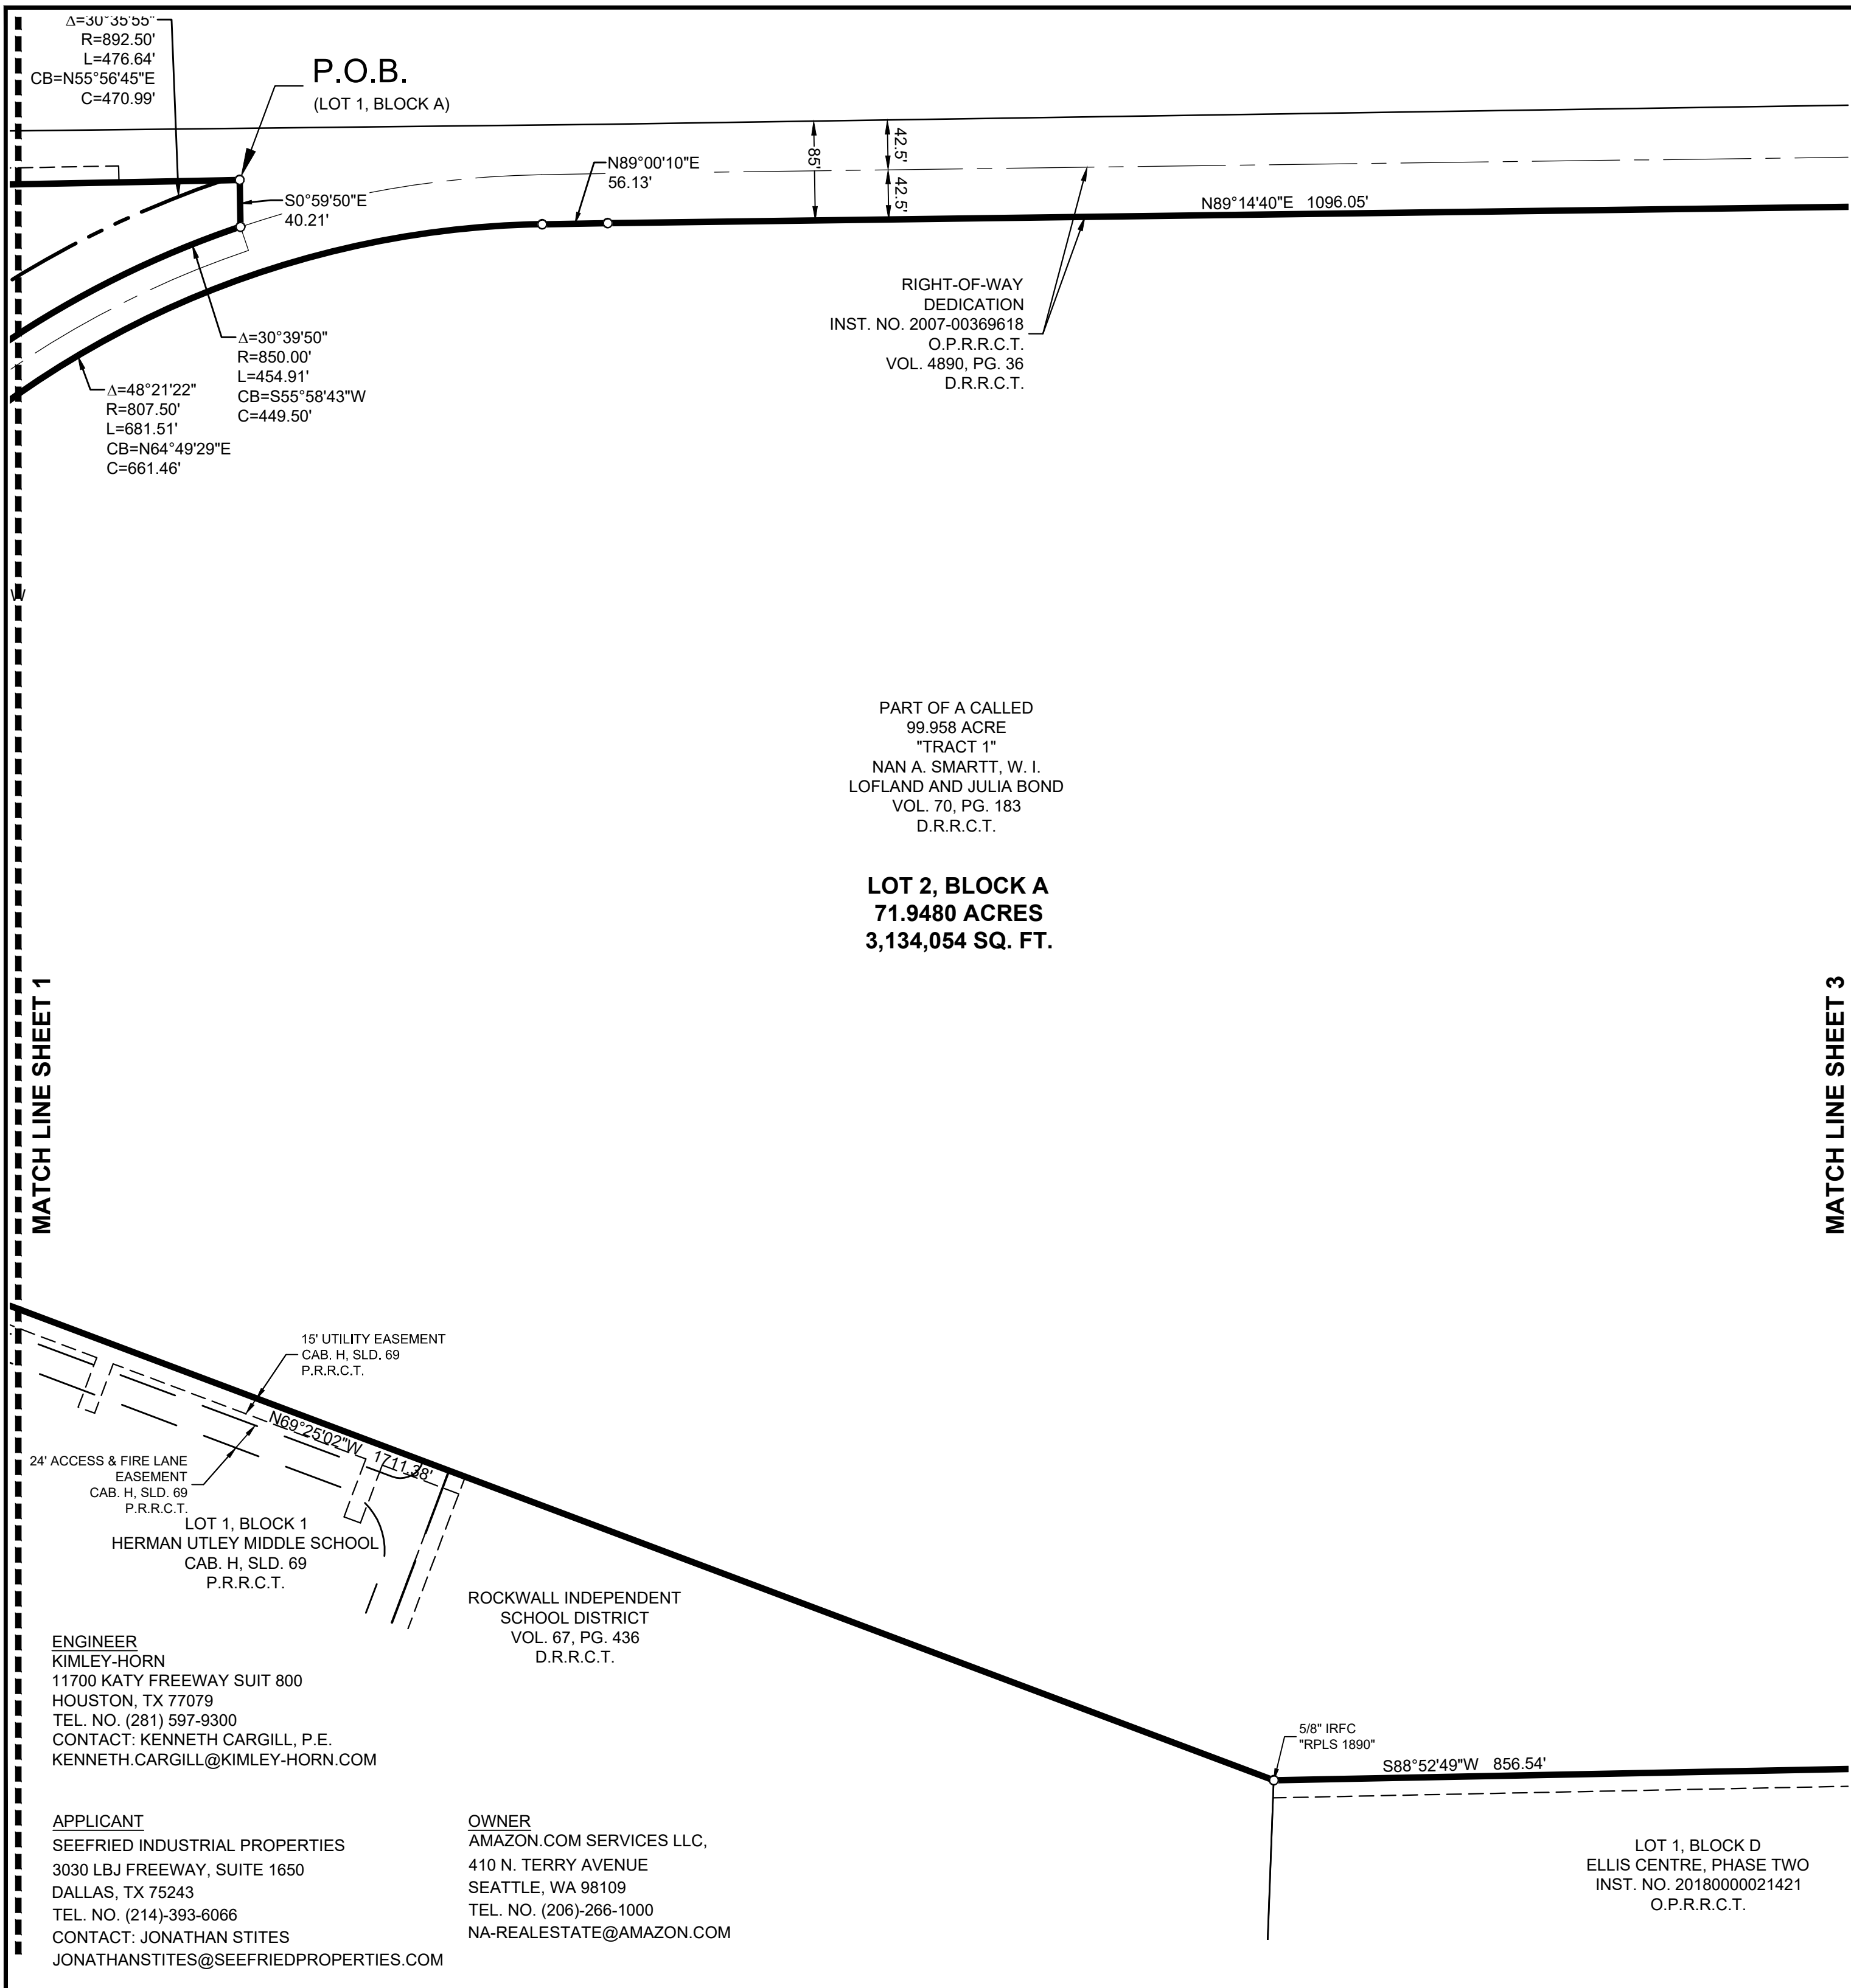 Δ=30°35'55"
R=892.50'
L=476.64'
CB=N55°56'45"E
C=470.99'
P.O.B.
(LOT 1, BLOCK A)
S0°59'50"E
40.21'
N89°00'10"E
56.13'
85'
42.5'
42.5'
N89°14'40"E 1096.05'
RIGHT-OF-WAY
DEDICATION
INST. NO. 2007-00369618
O.P.R.R.C.T.
VOL. 4890, PG. 36
D.R.R.C.T.
Δ=30°39'50"
R=850.00'
L=454.91'
CB=S55°58'43"W
C=449.50'
Δ=48°21'22"
R=807.50'
L=681.51'
CB=N64°49'29"E
C=661.46'
W
PART OF A CALLED
99.958 ACRE
"TRACT 1"
NAN A. SMARTT, W. I.
LOFLAND AND JULIA BOND
VOL. 70, PG. 183
D.R.R.C.T.
LOT 2, BLOCK A
71.9480 ACRES
3,134,054 SQ. FT.
MATCH LINE SHEET 1
MATCH LINE SHEET 3
15' UTILITY EASEMENT
CAB. H, SLD. 69
P.R.R.C.T.
N69°25'02"W 1711.38'
24' ACCESS & FIRE LANE
EASEMENT
CAB. H, SLD. 69
P.R.R.C.T.
LOT 1, BLOCK 1
HERMAN UTLEY MIDDLE SCHOOL
CAB. H, SLD. 69
P.R.R.C.T.
ROCKWALL INDEPENDENT
SCHOOL DISTRICT
VOL. 67, PG. 436
D.R.R.C.T.
ENGINEER
KIMLEY-HORN
11700 KATY FREEWAY SUIT 800
HOUSTON, TX 77079
TEL. NO. (281) 597-9300
CONTACT: KENNETH CARGILL, P.E.
KENNETH.CARGILL@KIMLEY-HORN.COM
5/8" IRFC
"RPLS 1890"
S88°52'49"W 856.54'
APPLICANT
SEEFRIED INDUSTRIAL PROPERTIES
3030 LBJ FREEWAY, SUITE 1650
DALLAS, TX 75243
TEL. NO. (214)-393-6066
CONTACT: JONATHAN STITES
JONATHANSTITES@SEEFRIEDPROPERTIES.COM
OWNER
AMAZON.COM SERVICES LLC,
410 N. TERRY AVENUE
SEATTLE, WA 98109
TEL. NO. (206)-266-1000
NA-REALESTATE@AMAZON.COM
LOT 1, BLOCK D
ELLIS CENTRE, PHASE TWO
INST. NO. 20180000021421
O.P.R.R.C.T.